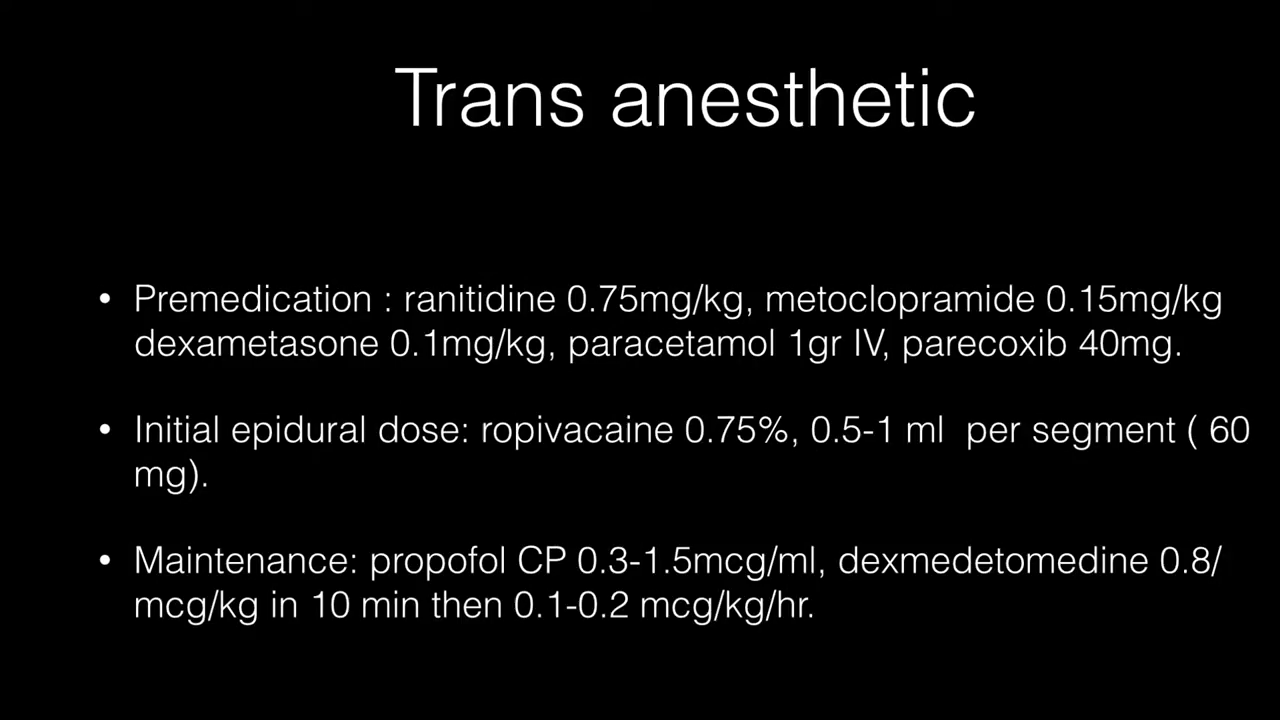 Trans anesthetic
• Premedication : ranitidine 0.75mg/kg, metoclopramide 0.15mg/kg
dexametasone 0.1mg/kg, paracetamol 1gr IV, parecoxib 40mg.
• Initial epidural dose: ropivacaine 0.75%, 0.5-1 ml  per segment ( 60
mg).
• Maintenance: propofol CP 0.3-1.5mcg/ml, dexmedetomedine 0.8/
mcg/kg in 10 min then 0.1-0.2 mcg/kg/hr.